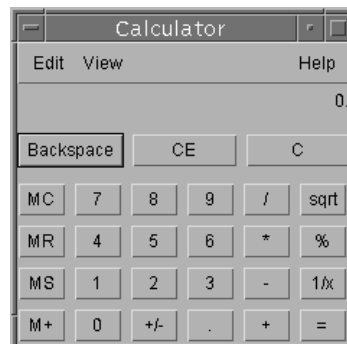 Calculator
Edit View Help
0.
Backspace CE C
MC 7 8 9 / sqrt
MR 4 5 6 * %
MS 1 2 3 - 1/x
M+ 0 +/- . + =